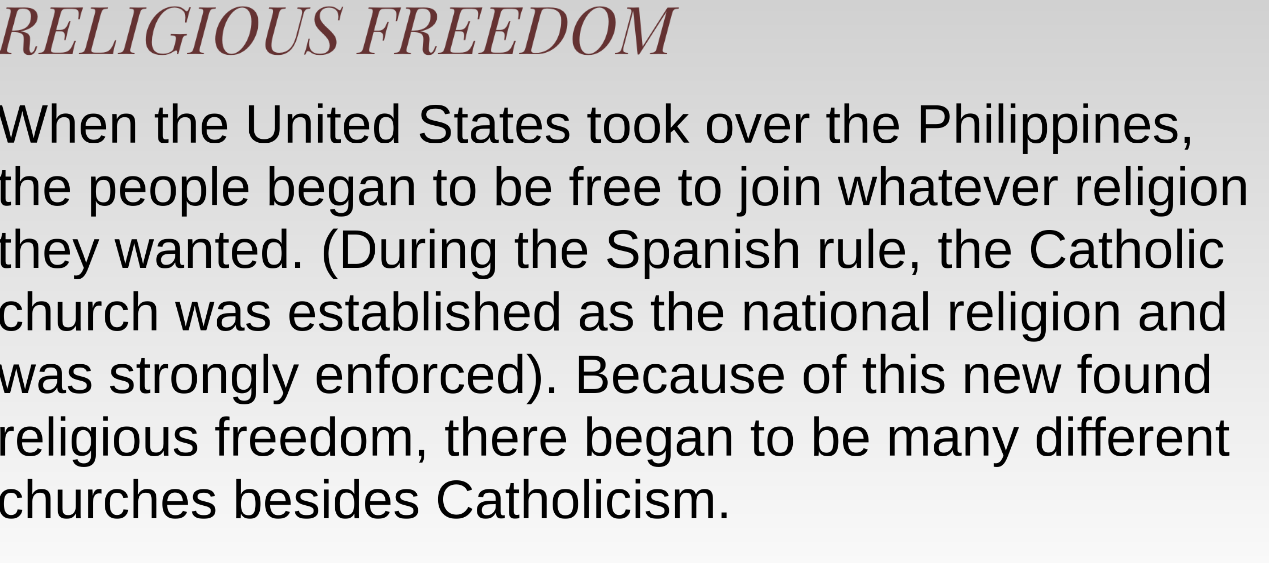 RELIGIOUS FREEDOM
When the United States took over the Philippines,
the people began to be free to join whatever religion
they wanted. (During the Spanish rule, the Catholic
church was established as the national religion and
was strongly enforced). Because of this new found
religious freedom, there began to be many different
churches besides Catholicism.